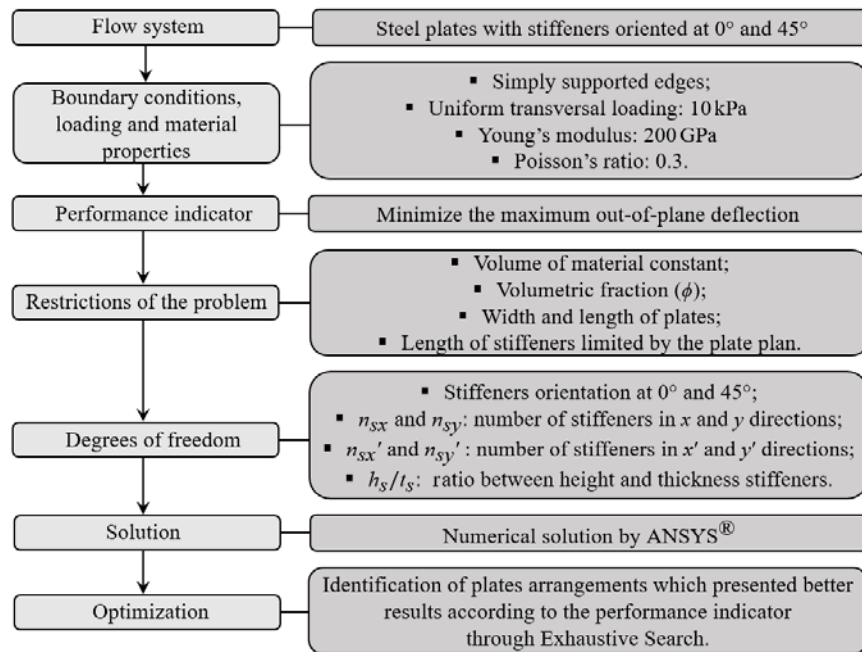 Flow system
Steel plates with stiffeners oriented at 0° and 45°
Boundary conditions,
loading and material
properties
▪ Simply supported edges;
▪ Uniform transversal loading: 10 kPa
▪ Young's modulus: 200 GPa
▪ Poisson's ratio: 0.3.
Performance indicator
Minimize the maximum out-of-plane deflection
Restrictions of the problem
▪ Volume of material constant;
▪ Volumetric fraction (ϕ);
▪ Width and length of plates;
▪ Length of stiffeners limited by the plate plan.
Degrees of freedom
▪ Stiffeners orientation at 0° and 45°;
▪ n_sx and n_sy: number of stiffeners in x and y directions;
▪ n_sx′ and n_sy′ : number of stiffeners in x′ and y′ directions;
▪ h_s/t_s: ratio between height and thickness stiffeners.
Solution
Numerical solution by ANSYS®
Optimization
Identification of plates arrangements which presented better
results according to the performance indicator
through Exhaustive Search.